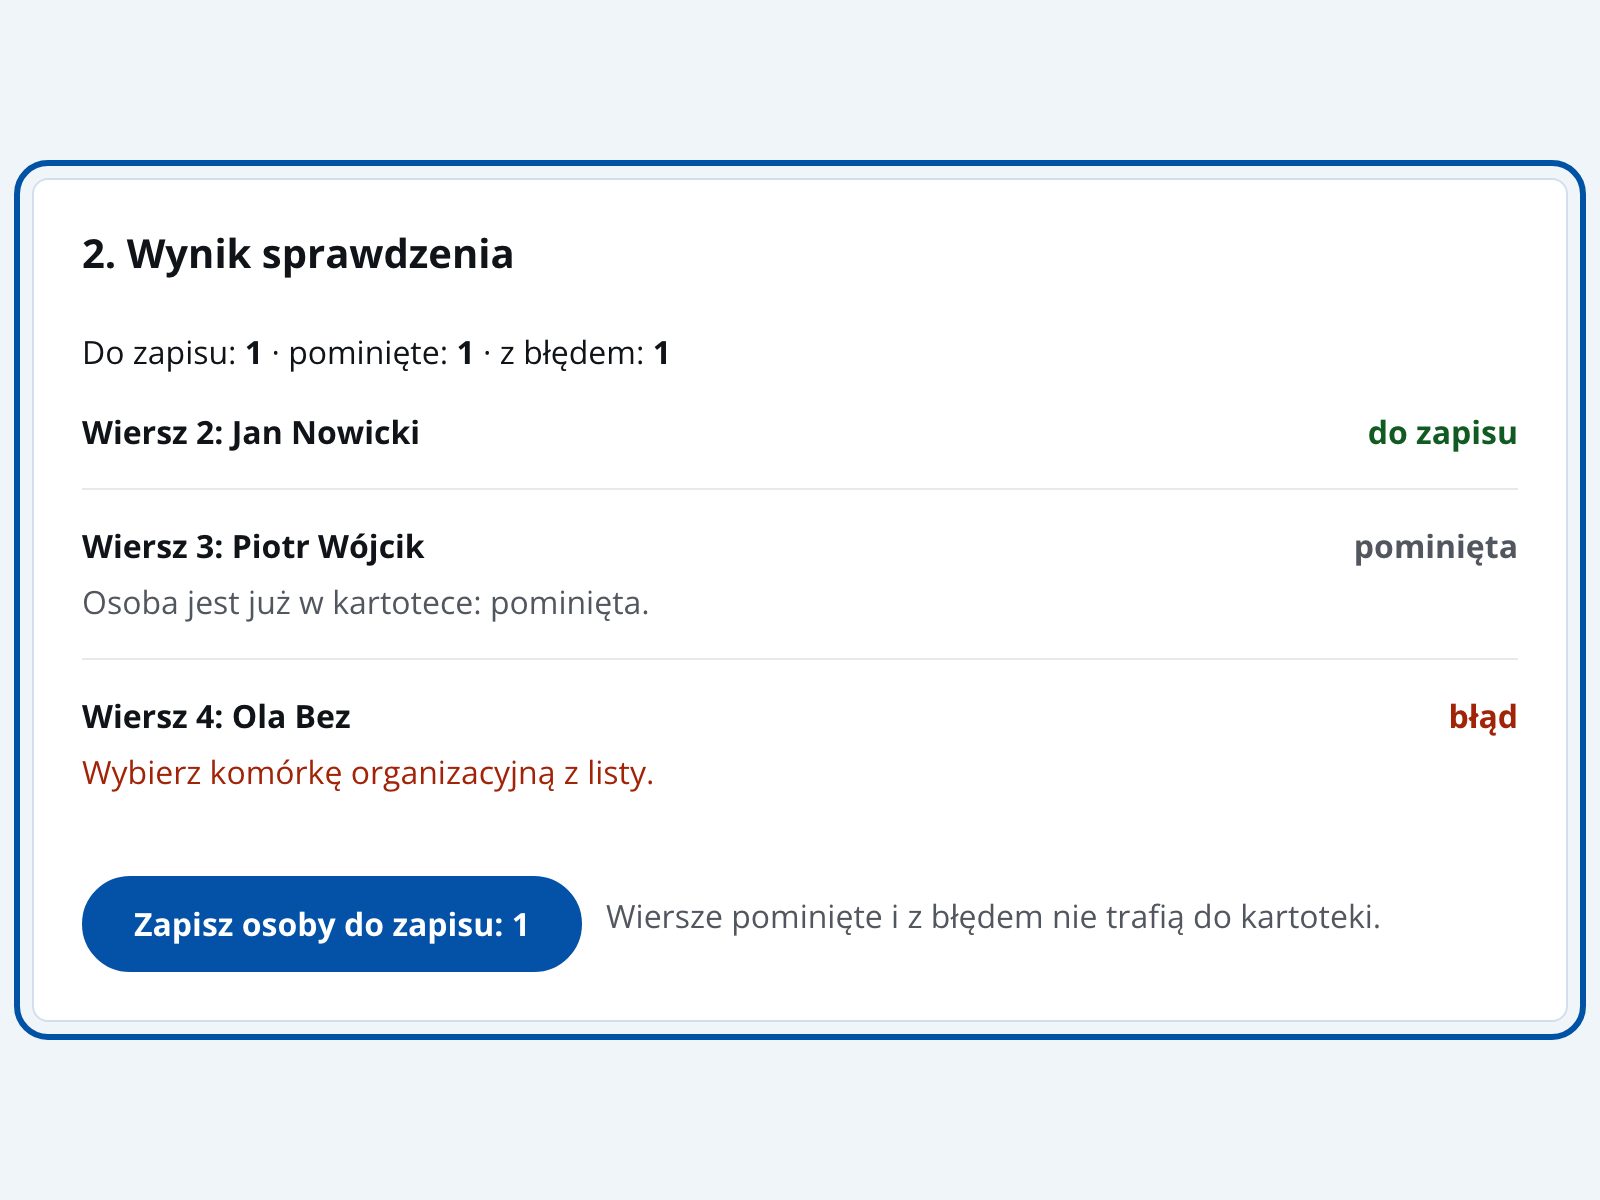 2. Wynik sprawdzenia
Do zapisu: 1 · pominięte: 1 · z błędem: 1
Wiersz 2: Jan Nowicki do zapisu
Wiersz 3: Piotr Wójcik pominięta
Osoba jest już w kartotece: pominięta.
Wiersz 4: Ola Bez błąd
Wybierz komórkę organizacyjną z listy.
Zapisz osoby do zapisu: 1 Wiersze pominięte i z błędem nie trafią do kartoteki.